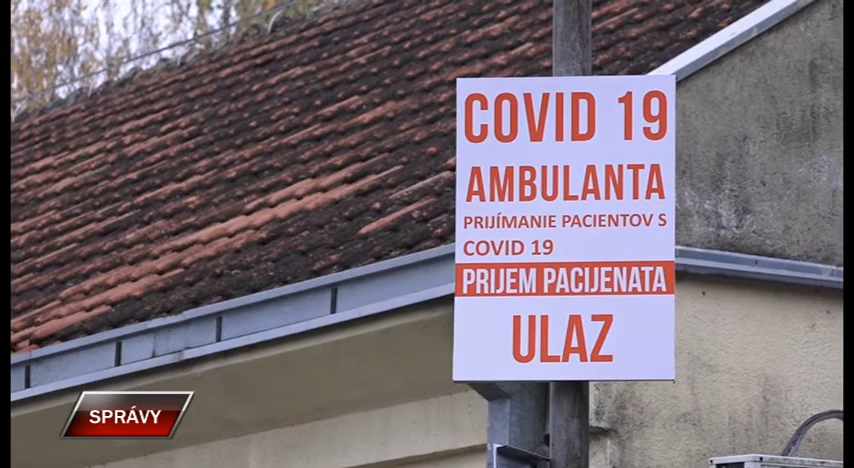 COVID 19
AMBULANTA
PRIJÍMANIE PACIENTOV S
COVID 19
PRIJEM PACIJENATA
ULAZ
SPRÁVY